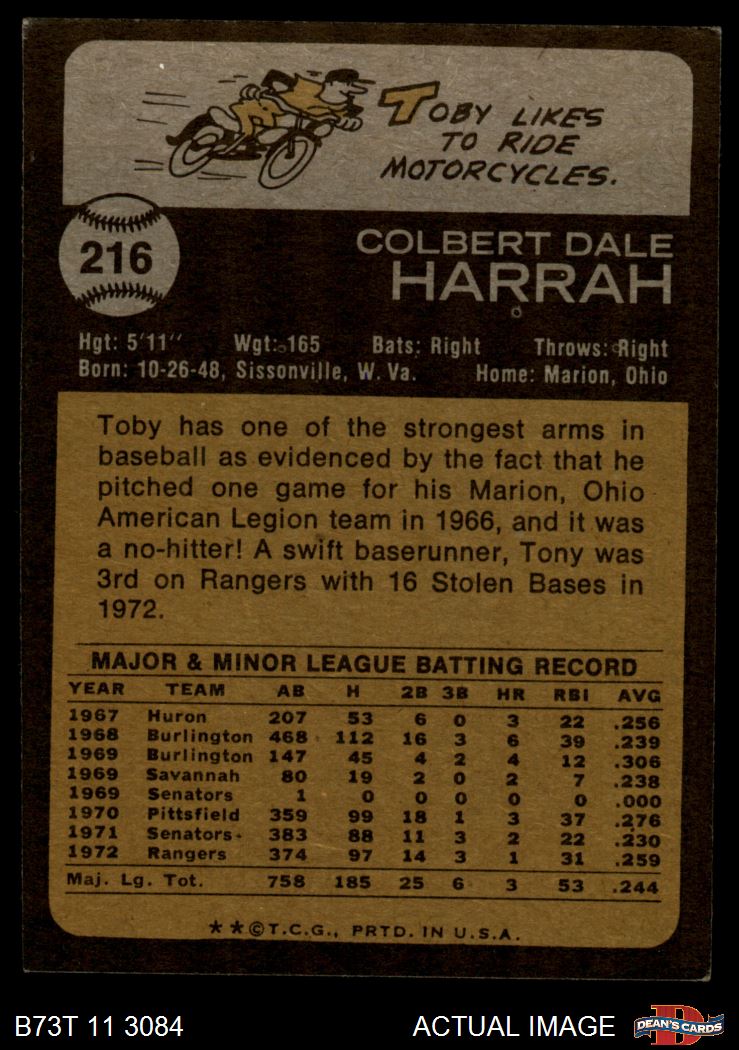 TOBY LIKES
TO RIDE
MOTORCYCLES.
216
COLBERT DALE
HARRAH
Hgt: 5'11" Wgt: 165 Bats: Right Throws: Right
Born: 10-26-48, Sissonville, W. Va. Home: Marion, Ohio
Toby has one of the strongest arms in
baseball as evidenced by the fact that he
pitched one game for his Marion, Ohio
American Legion team in 1966, and it was
a no-hitter! A swift baserunner, Tony was
3rd on Rangers with 16 Stolen Bases in
1972.
MAJOR & MINOR LEAGUE BATTING RECORD
YEAR TEAM AB H 2B 3B HR RBI AVG
1967 Huron 207 53 6 0 3 22 .256
1968 Burlington 468 112 16 3 6 39 .239
1969 Burlington 147 45 4 2 4 12 .306
1969 Savannah 80 19 2 0 2 7 .238
1969 Senators 1 0 0 0 0 0 .000
1970 Pittsfield 359 99 18 1 3 37 .276
1971 Senators 383 88 11 3 2 22 .230
1972 Rangers 374 97 14 3 1 31 .259
Maj. Lg. Tot. 758 185 25 6 3 53 .244
★★©T.C.G., PRTD. IN U.S.A.
B73T 11 3084 ACTUAL IMAGE D DEAN'S CARDS